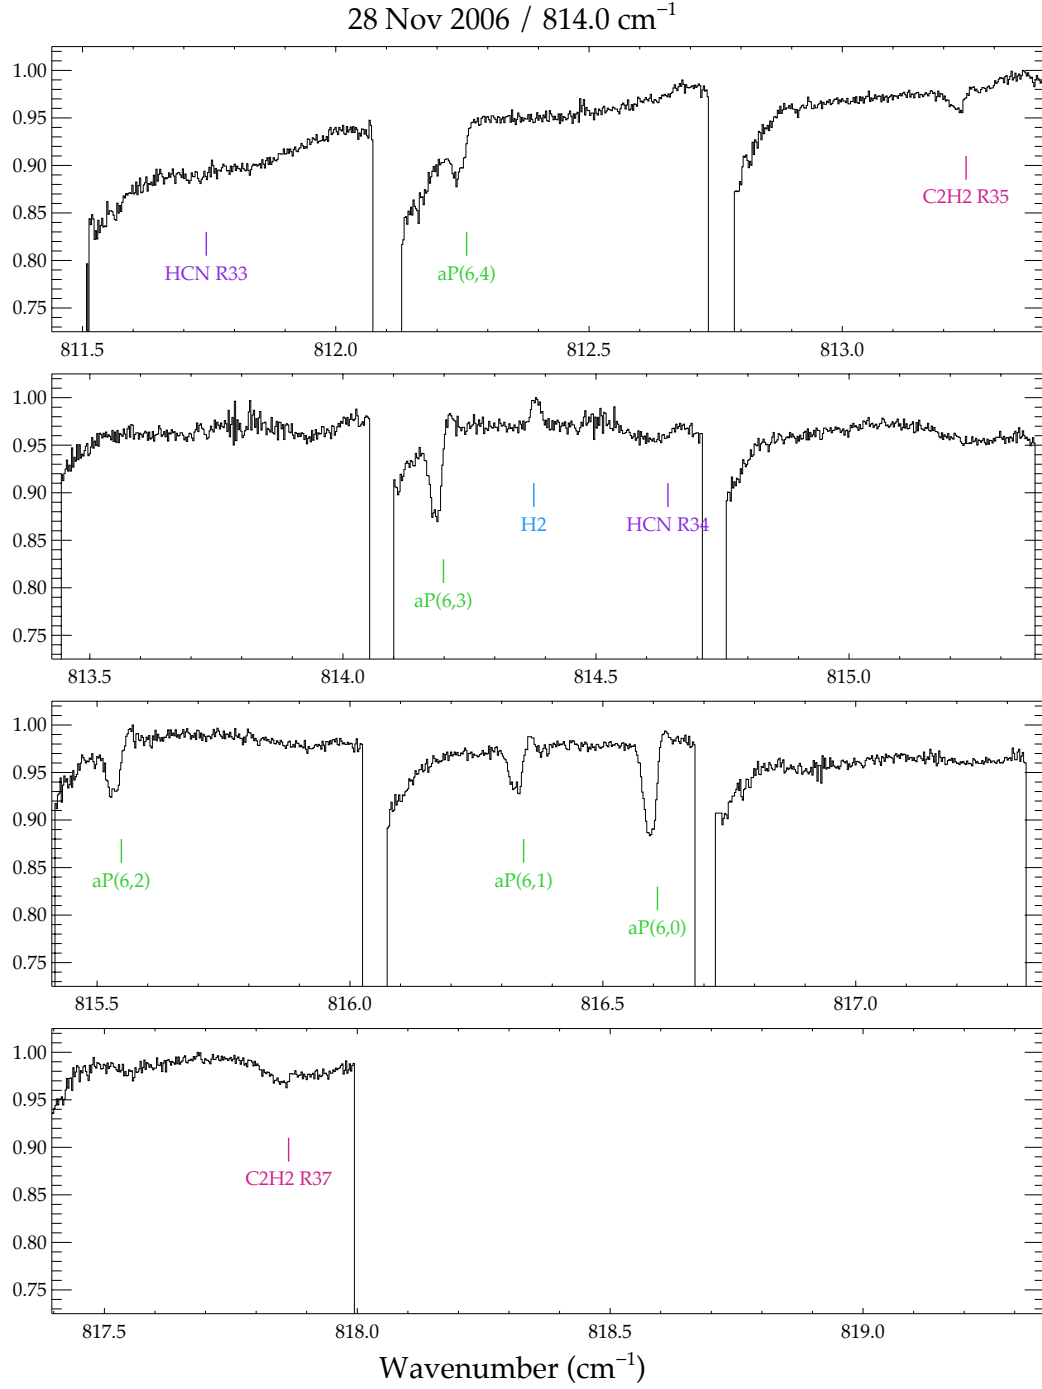 28 Nov 2006 / 814.0 cm⁻¹
1.00
0.95
0.90
0.85
0.80
0.75
C2H2 R35
HCN R33
aP(6,4)
811.5 812.0 812.5 813.0
1.00
0.95
0.90
0.85
0.80
0.75
H2
HCN R34
aP(6,3)
813.5 814.0 814.5 815.0
1.00
0.95
0.90
0.85
0.80
0.75
aP(6,2)
aP(6,1)
aP(6,0)
815.5 816.0 816.5 817.0
1.00
0.95
0.90
0.85
0.80
0.75
C2H2 R37
817.5 818.0 818.5 819.0
Wavenumber (cm⁻¹)